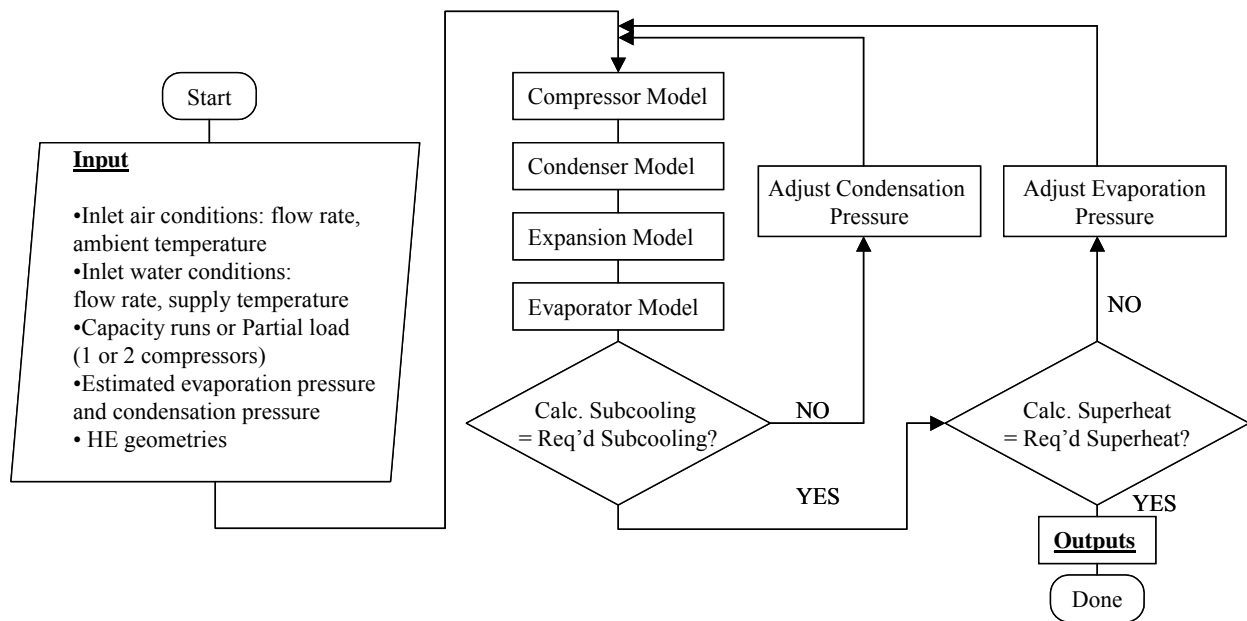 Start
Input
•Inlet air conditions: flow rate,
ambient temperature
•Inlet water conditions:
flow rate, supply temperature
•Capacity runs or Partial load
(1 or 2 compressors)
•Estimated evaporation pressure
and condensation pressure
• HE geometries
Compressor Model
Condenser Model
Expansion Model
Evaporator Model
Calc. Subcooling
= Req’d Subcooling?
NO
YES
Adjust Condensation
Pressure
Adjust Evaporation
Pressure
NO
Calc. Superheat
= Req’d Superheat?
YES
Outputs
Done